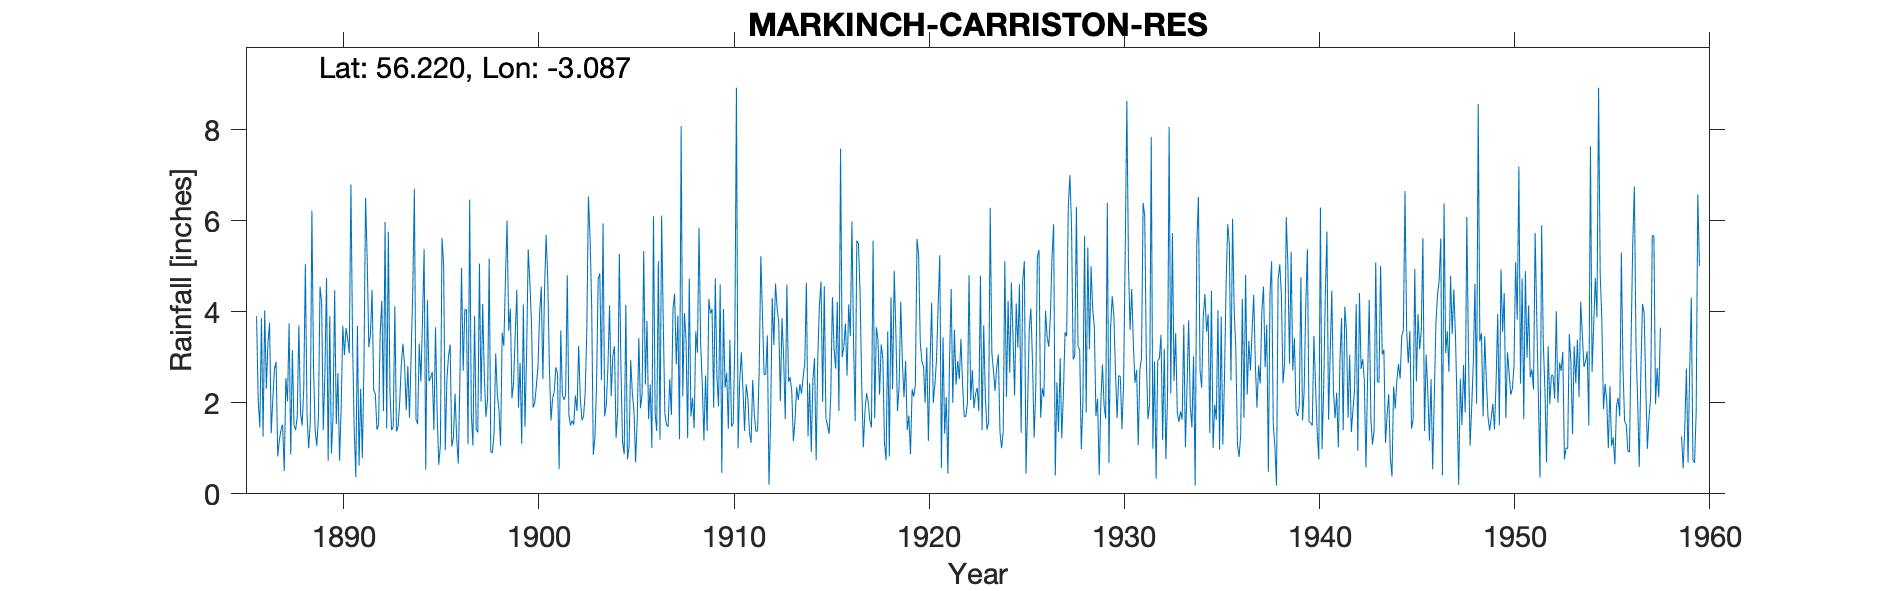 MARKINCH-CARRISTON-RES
Lat: 56.220, Lon: -3.087
Rainfall [inches]
8
6
4
2
0
1890 1900 1910 1920 1930 1940 1950 1960
Year